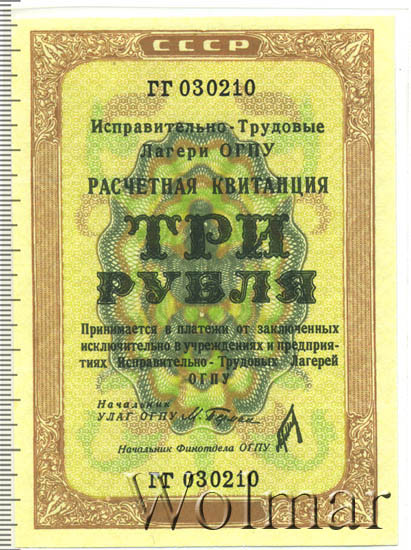 СССР
ГГ 030210
Исправительно-Трудовые
Лагери ОГПУ
РАСЧЕТНАЯ КВИТАНЦИЯ
ТРИ
РУБЛЯ
Принимается в платежи от заключенных
исключительно в учреждениях и предприя-
тиях Исправительно-Трудовых Лагерей
ОГПУ
Начальник
УЛАГ ОГПУ
Начальник Финотдела ОГПУ
ГГ 030210
Wolmar